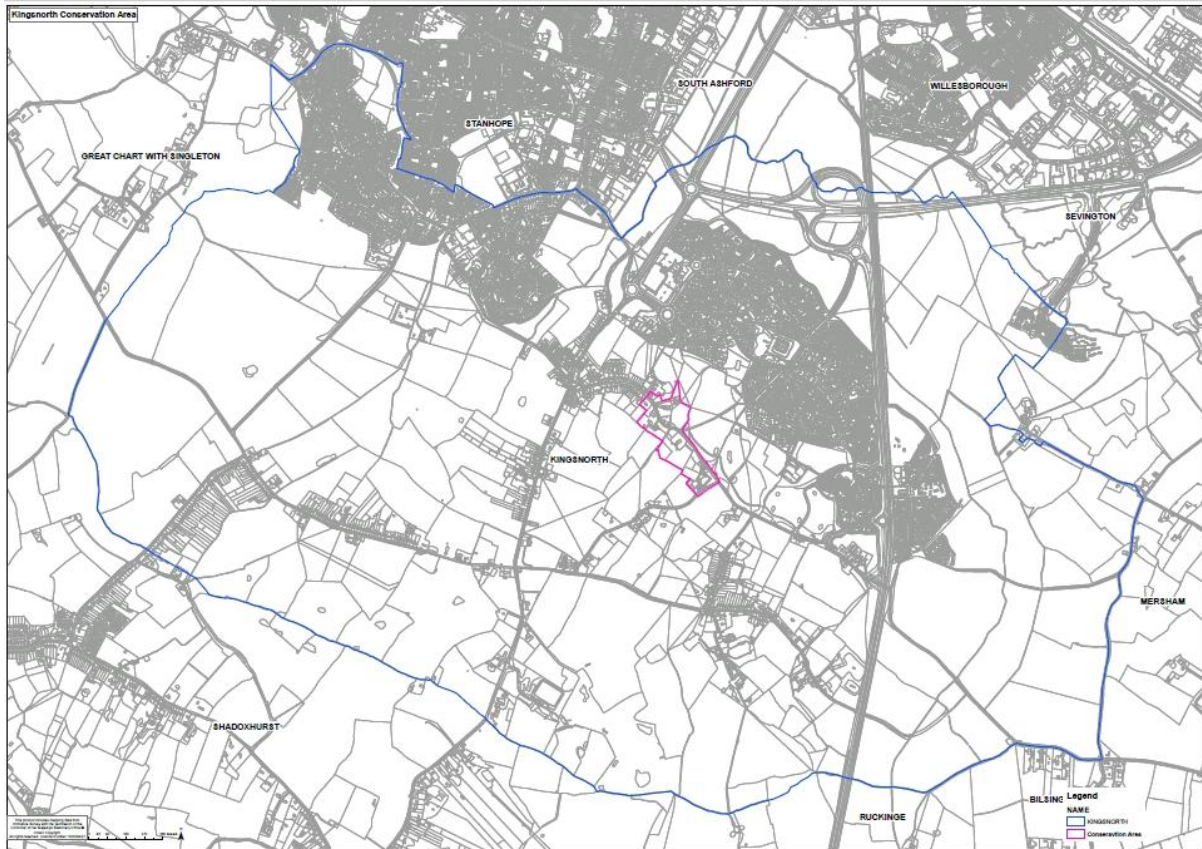 Kingsnorth Conservation Area
SOUTH ASHFORD
WILLESBOROUGH
STANHOPE
GREAT CHART WITH SINGLETON
SEVINGTON
KINGSNORTH
MERSHAM
SHADOXHURST
BILSING
RUCKINGE
Legend
NAME
KINGSNORTH
Conservation Area